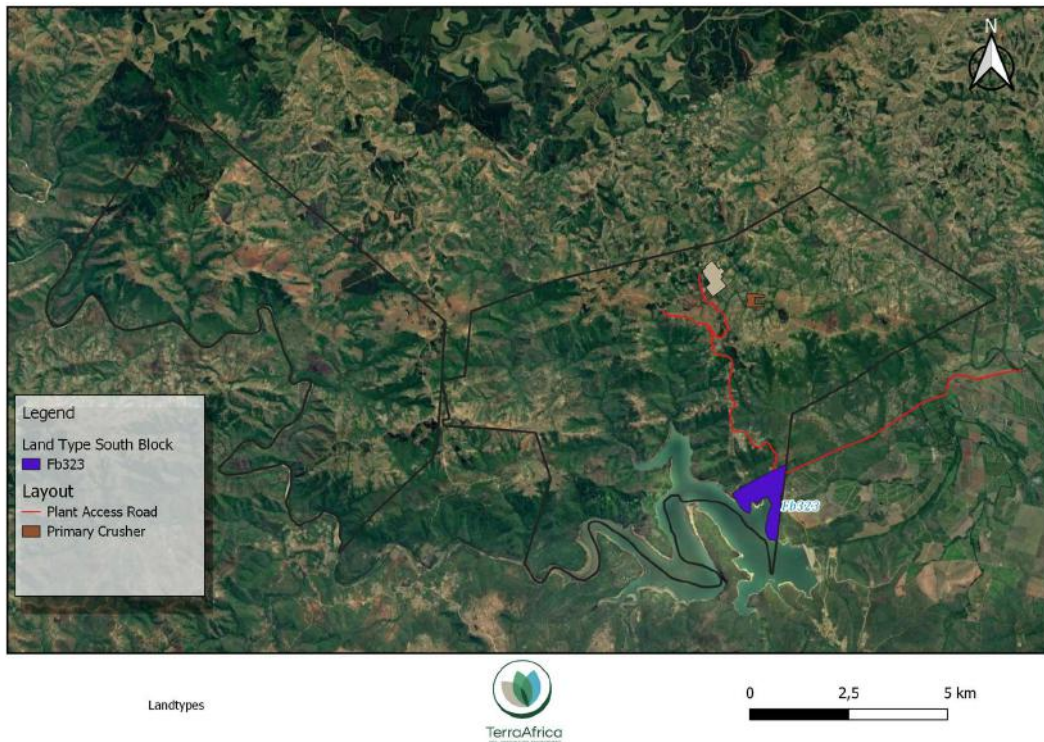 N
Legend
Land Type South Block
Fb323
Layout
Plant Access Road
Primary Crusher
Fb323
Landtypes
TerraAfrica
0 2,5 5 km